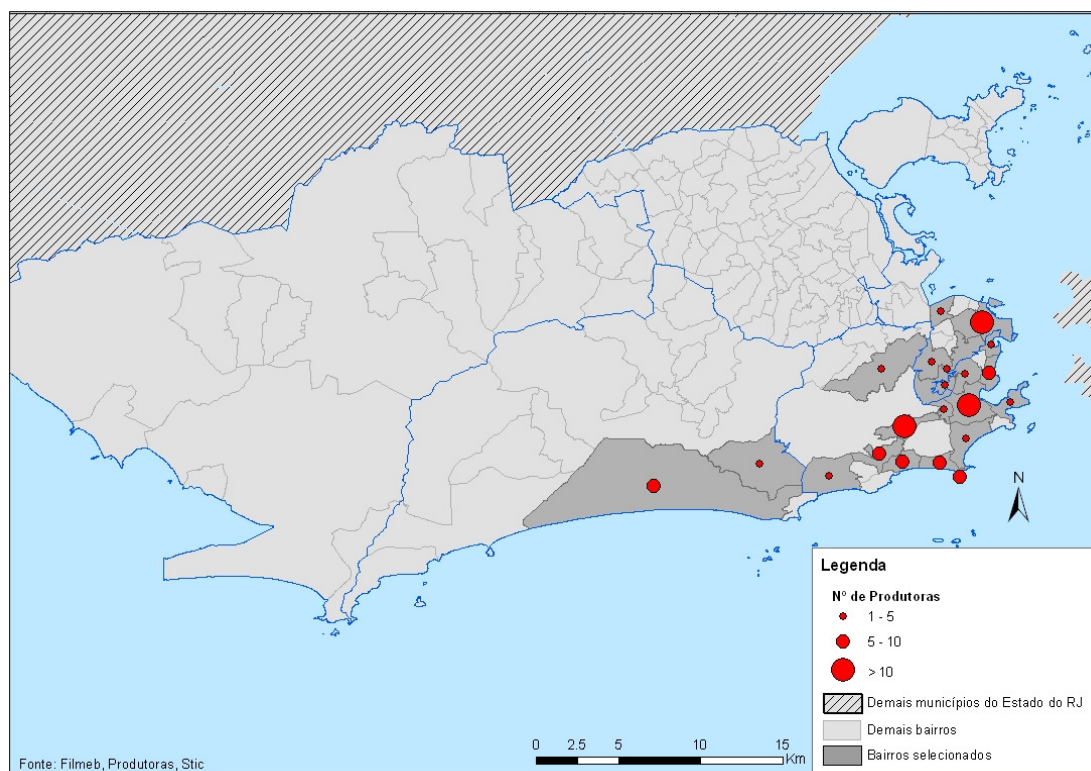 N
Legenda
Nº de Produtoras
1 - 5
5 - 10
> 10
Demais municípios do Estado do RJ
Demais bairros
Bairros selecionados
0 2.5 5 10 15
Km
Fonte: Filmeb, Produtoras, Stic